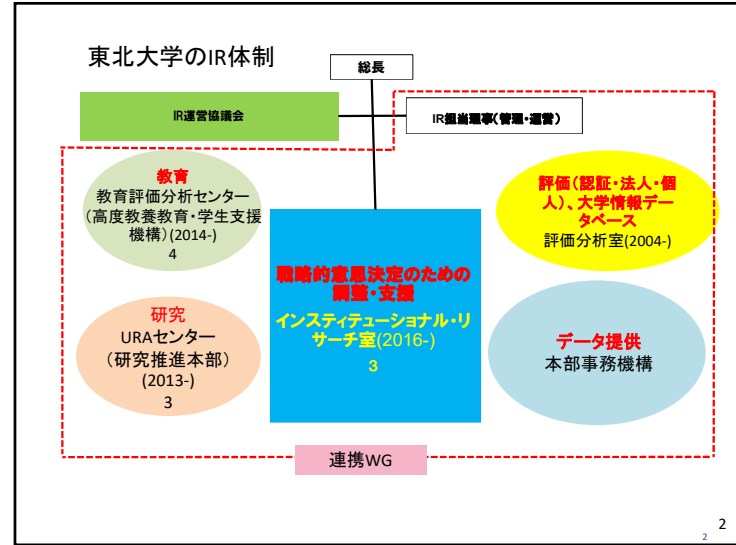 東北大学のIR体制
総長
IR運営協議会
IR担当理事(管理・運営)
教育
教育評価分析センター
(高度教養教育・学生支援
機構)(2014-)
4
評価(認証・法人・個
人)、大学情報デー
タベース
評価分析室(2004-)
戦略的意思決定のための
調整・支援
インスティテューショナル・リ
サーチ室(2016-)
3
研究
URAセンター
(研究推進本部)
(2013-)
3
データ提供
本部事務機構
連携WG
2
2